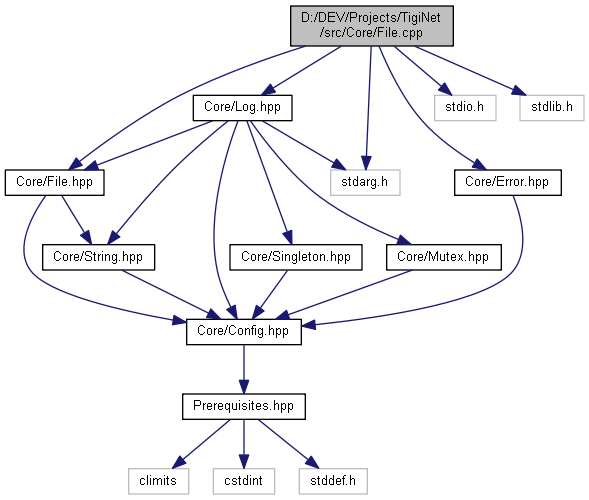 D:/DEV/Projects/TigiNet
/src/Core/File.cpp
Core/Log.hpp
stdio.h
stdlib.h
Core/File.hpp
stdarg.h
Core/Error.hpp
Core/String.hpp
Core/Singleton.hpp
Core/Mutex.hpp
Core/Config.hpp
Prerequisites.hpp
climits
cstdint
stddef.h